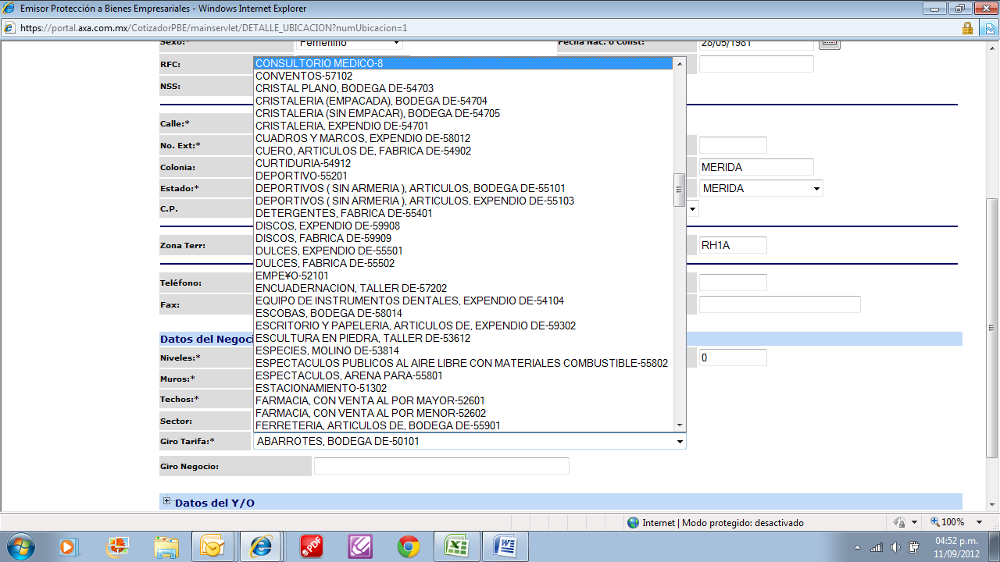 Emisor Protección a Bienes Empresariales - Windows Internet Explorer
https://portal.axa.com.mx/CotizadorPBE/mainservlet/DETALLE_UBICACION?numUbicacion=1
Sexo:* Femenino Fecha Nac. o Const: 28/05/1981
RFC:
NSS:
Calle:*
No. Ext:*
Colonia: MERIDA
Estado:* MERIDA
C.P.
Zona Terr: RH1A
Teléfono:
Fax:
Datos del Negoci
Niveles:* 0
Muros:*
Techos:*
Sector:
CONSULTORIO MEDICO-8
CONVENTOS-57102
CRISTAL PLANO, BODEGA DE-54703
CRISTALERIA (EMPACADA), BODEGA DE-54704
CRISTALERIA (SIN EMPACAR), BODEGA DE-54705
CRISTALERIA, EXPENDIO DE-54701
CUADROS Y MARCOS, EXPENDIO DE-58012
CUERO, ARTICULOS DE, FABRICA DE-54902
CURTIDURIA-54912
DEPORTIVO-55201
DEPORTIVOS ( SIN ARMERIA ), ARTICULOS, BODEGA DE-55101
DEPORTIVOS ( SIN ARMERIA ), ARTICULOS, EXPENDIO DE-55103
DETERGENTES, FABRICA DE-55401
DISCOS, EXPENDIO DE-59908
DISCOS, FABRICA DE-59909
DULCES, EXPENDIO DE-55501
DULCES, FABRICA DE-55502
EMPE¥O-52101
ENCUADERNACION, TALLER DE-57202
EQUIPO DE INSTRUMENTOS DENTALES, EXPENDIO DE-54104
ESCOBAS, BODEGA DE-58014
ESCRITORIO Y PAPELERIA, ARTICULOS DE, EXPENDIO DE-59302
ESCULTURA EN PIEDRA, TALLER DE-53612
ESPECIES, MOLINO DE-53814
ESPECTACULOS PUBLICOS AL AIRE LIBRE CON MATERIALES COMBUSTIBLE-55802
ESPECTACULOS, ARENA PARA-55801
ESTACIONAMIENTO-51302
FARMACIA, CON VENTA AL POR MAYOR-52601
FARMACIA, CON VENTA AL POR MENOR-52602
FERRETERIA, ARTICULOS DE, BODEGA DE-55901
Giro Tarifa:* ABARROTES, BODEGA DE-50101
Giro Negocio:
Datos del Y/O
Internet | Modo protegido: desactivado 100%
PDF
04:52 p.m.
11/09/2012